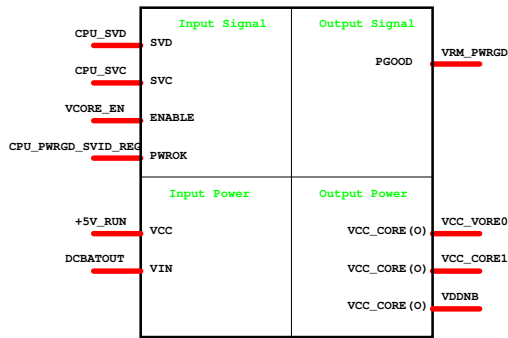 Input Signal
Output Signal
CPU_SVD
SVD
VRM_PWRGD
PGOOD
CPU_SVC
SVC
VCORE_EN
ENABLE
CPU_PWRGD_SVID_REG
PWROK
Input Power
Output Power
+5V_RUN
VCC
VCC_CORE(O)
VCC_VORE0
DCBATOUT
VIN
VCC_CORE(O)
VCC_CORE1
VCC_CORE(O)
VDDNB